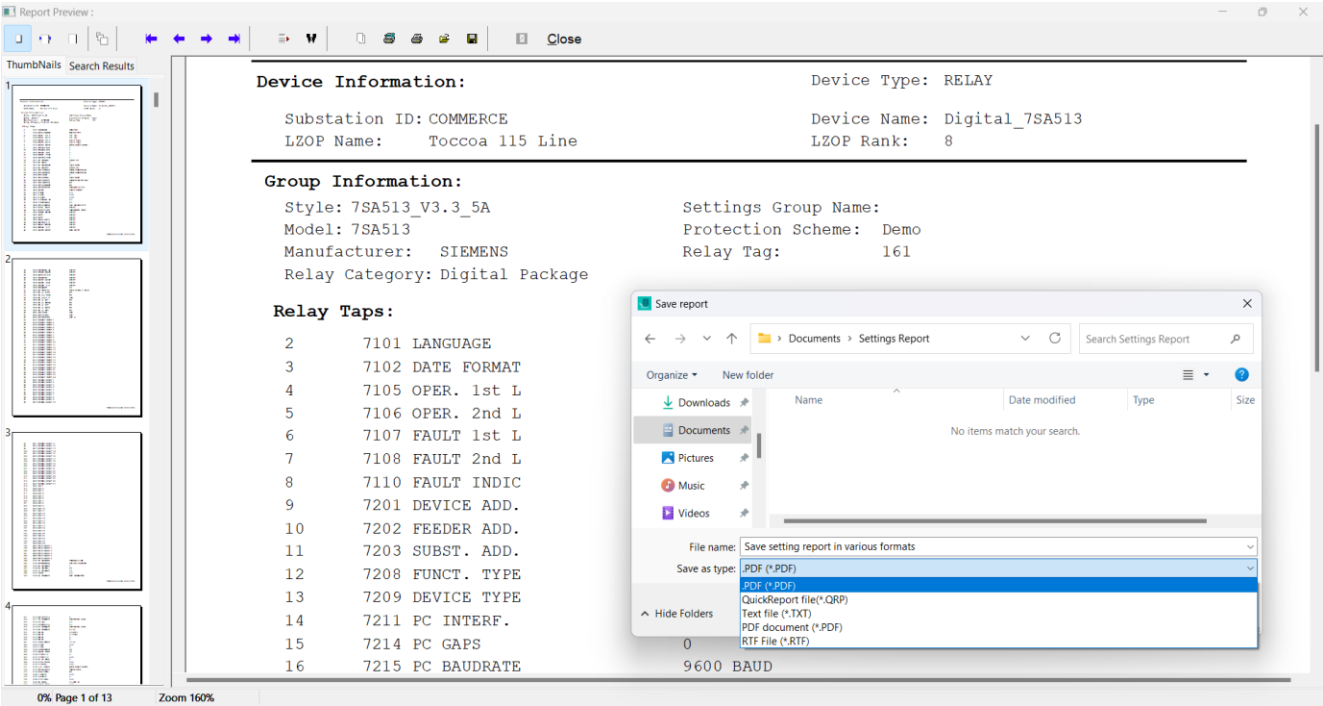 Report Preview :
Close
ThumbNails Search Results
1
2
3
4
Device Information: Device Type: RELAY
Substation ID: COMMERCE Device Name: Digital_7SA513
LZOP Name: Toccoa 115 Line LZOP Rank: 8
Group Information:
Style: 7SA513_V3.3_5A Settings Group Name:
Model: 7SA513 Protection Scheme: Demo
Manufacturer: SIEMENS Relay Tag: 161
Relay Category: Digital Package
Relay Taps:
2 7101 LANGUAGE
3 7102 DATE FORMAT
4 7105 OPER. 1st L
5 7106 OPER. 2nd L
6 7107 FAULT 1st L
7 7108 FAULT 2nd L
8 7110 FAULT INDIC
9 7201 DEVICE ADD.
10 7202 FEEDER ADD.
11 7203 SUBST. ADD.
12 7208 FUNCT. TYPE
13 7209 DEVICE TYPE
14 7211 PC INTERF.
15 7214 PC GAPS 0
16 7215 PC BAUDRATE 9600 BAUD
Save report
Documents Settings Report
Search Settings Report
Organize New folder
Name Date modified Type Size
Downloads
Documents
Pictures
Music
Videos
No items match your search.
File name: Save setting report in various formats
Save as type: .PDF (*.PDF)
.PDF (*.PDF)
QuickReport file(*.QRP)
Text file (*.TXT)
PDF document (*.PDF)
RTF File (*.RTF)
Hide Folders
0% Page 1 of 13 Zoom 160%